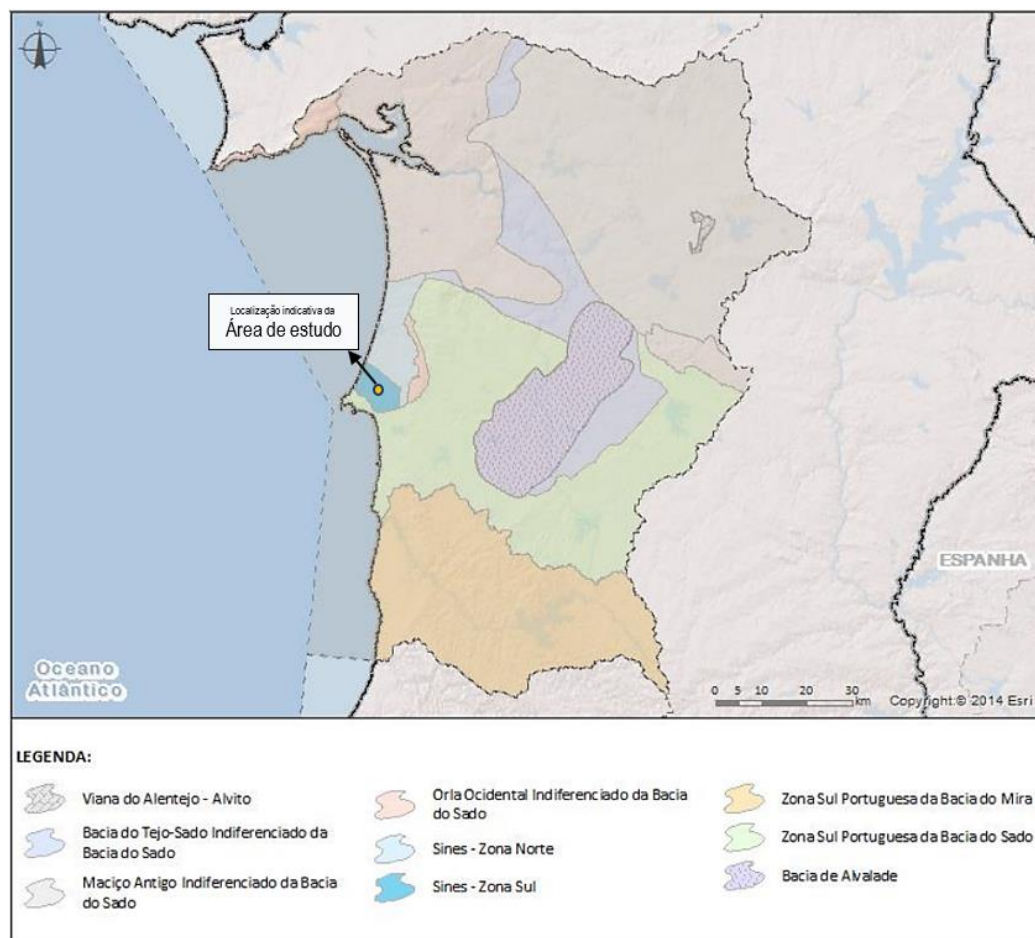 N
Localização indicativa da
Área de estudo
ESPANHA
Oceano
Atlântico
0 5 10 20 30
km
Copyright:© 2014 Esri
LEGENDA:
Viana do Alentejo - Alvito
Bacia do Tejo-Sado Indiferenciado da
Bacia do Sado
Maciço Antigo Indiferenciado da Bacia
do Sado
Orla Ocidental Indiferenciado da Bacia
do Sado
Sines - Zona Norte
Sines - Zona Sul
Zona Sul Portuguesa da Bacia do Mira
Zona Sul Portuguesa da Bacia do Sado
Bacia de Alvalade